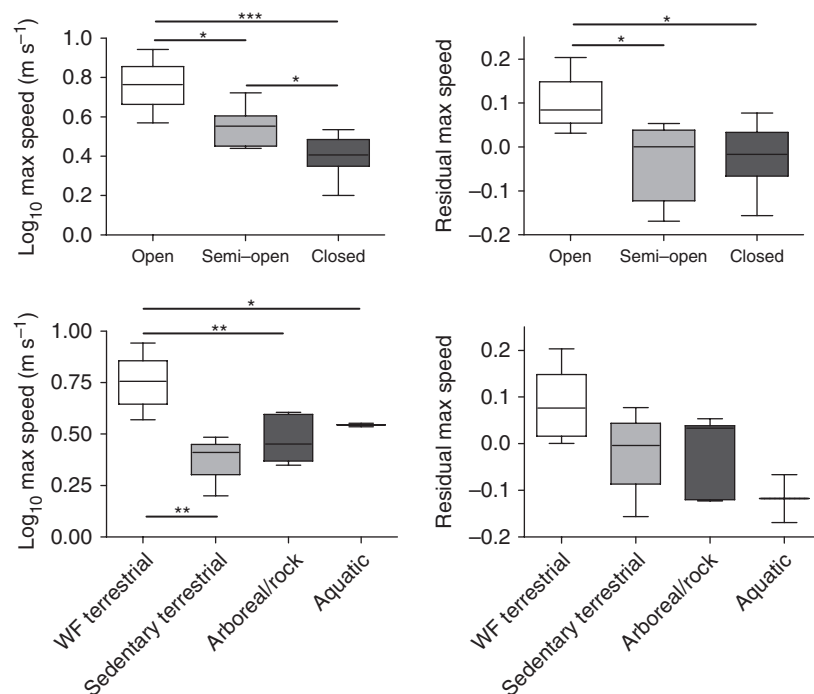 Log10 max speed (m s−1)
1.0
0.8
0.6
0.4
0.2
0.0
***
*
*
Open
Semi–open
Closed
Residual max speed
0.2
0.1
0.0
–0.1
–0.2
*
*
Open
Semi–open
Closed
Log10 max speed (m s−1)
1.00
0.75
0.50
0.25
0.00
*
**
**
WF terrestrial
Sedentary terrestrial
Arboreal/rock
Aquatic
Residual max speed
0.2
0.1
0.0
–0.1
–0.2
WF terrestrial
Sedentary terrestrial
Arboreal/rock
Aquatic